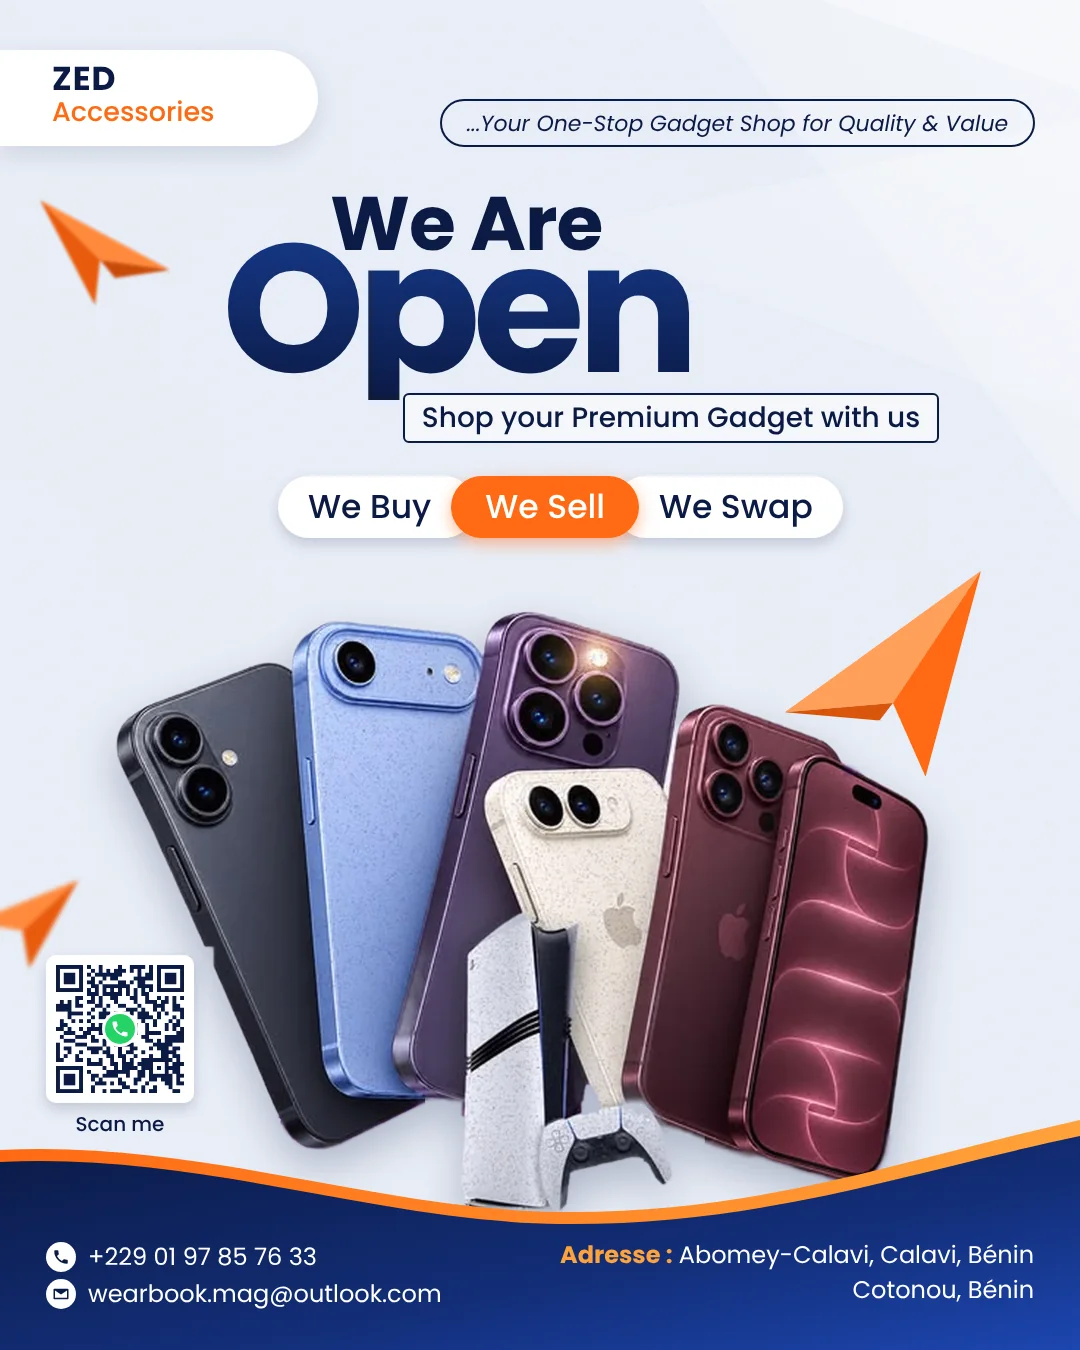 ZED
Accessories
...Your One-Stop Gadget Shop for Quality & Value
We Are
Open
Shop your Premium Gadget with us
We Buy
We Sell
We Swap
Scan me
+229 01 97 85 76 33
wearbook.mag@outlook.com
Adresse : Abomey-Calavi, Calavi, Bénin
Cotonou, Bénin